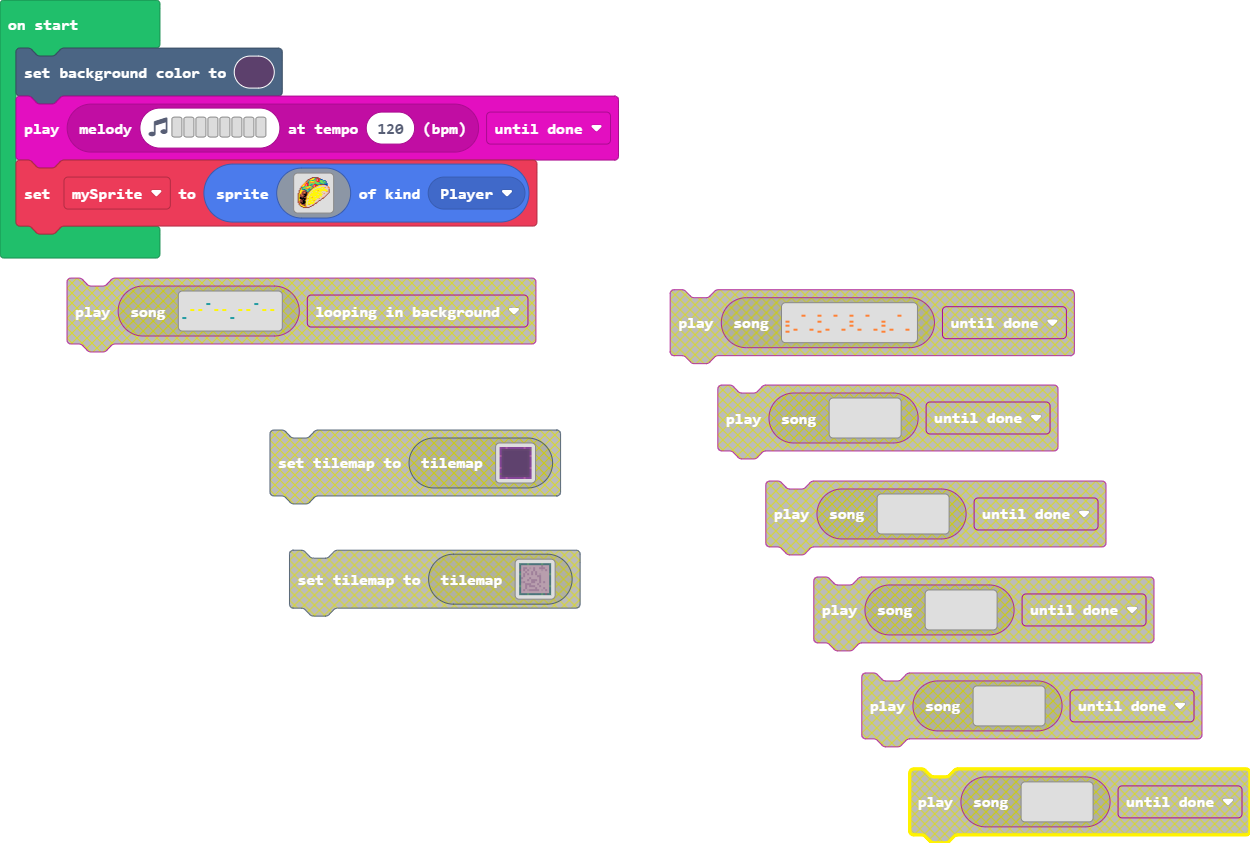 on start
set background color to
play melody at tempo 120 (bpm) until done
set mySprite to sprite of kind Player
play song looping in background
play song until done
play song until done
set tilemap to tilemap
play song until done
set tilemap to tilemap
play song until done
play song until done
play song until done